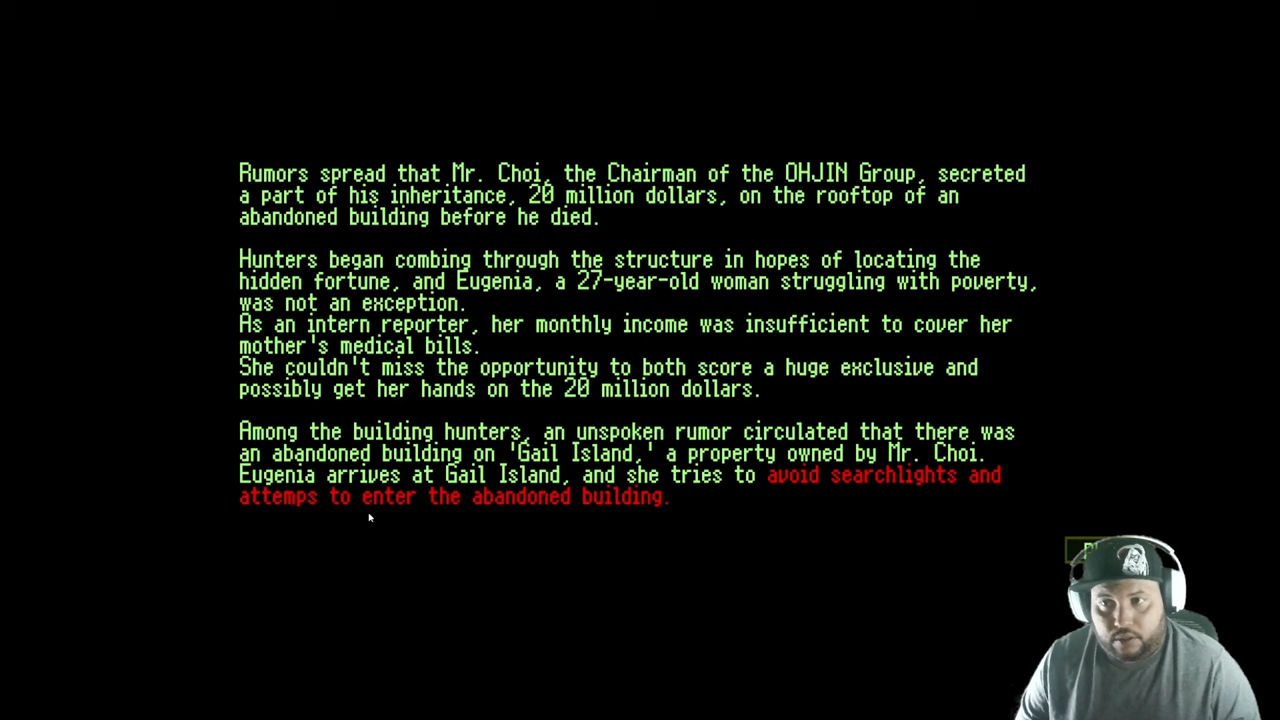 Rumors spread that Mr. Choi, the Chairman of the OHJIN Group, secreted
a part of his inheritance, 20 million dollars, on the rooftop of an
abandoned building before he died.
Hunters began combing through the structure in hopes of locating the
hidden fortune, and Eugenia, a 27-year-old woman struggling with poverty,
was not an exception.
As an intern reporter, her monthly income was insufficient to cover her
mother's medical bills.
She couldn't miss the opportunity to both score a huge exclusive and
possibly get her hands on the 20 million dollars.
Among the building hunters, an unspoken rumor circulated that there was
an abandoned building on 'Gail Island,' a property owned by Mr. Choi.
Eugenia arrives at Gail Island, and she tries to avoid searchlights and
attemps to enter the abandoned building.